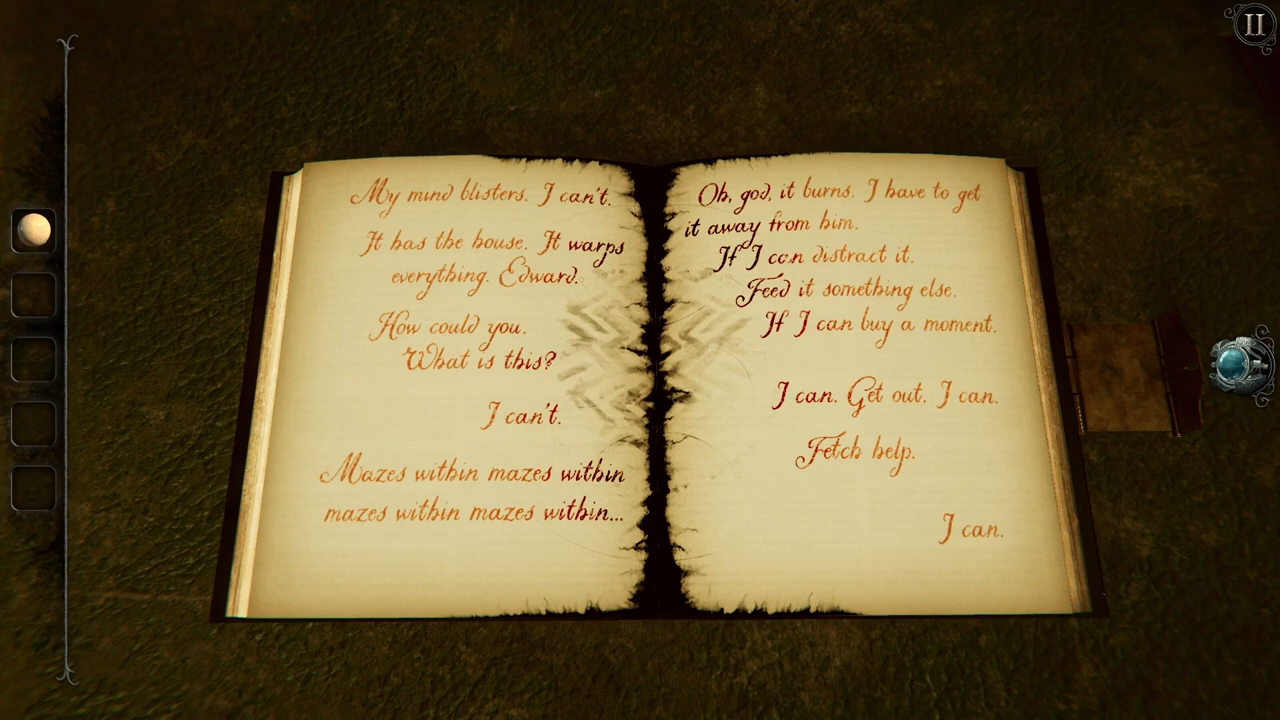 My mind blisters. I can't.
It has the house. It warps
everything. Edward.
How could you.
What is this?
I can't.
Mazes within mazes within
mazes within mazes within...
Oh, god, it burns. I have to get
it away from him.
If I can distract it.
Feed it something else.
If I can buy a moment.
I can. Get out. I can.
Fetch help.
I can.